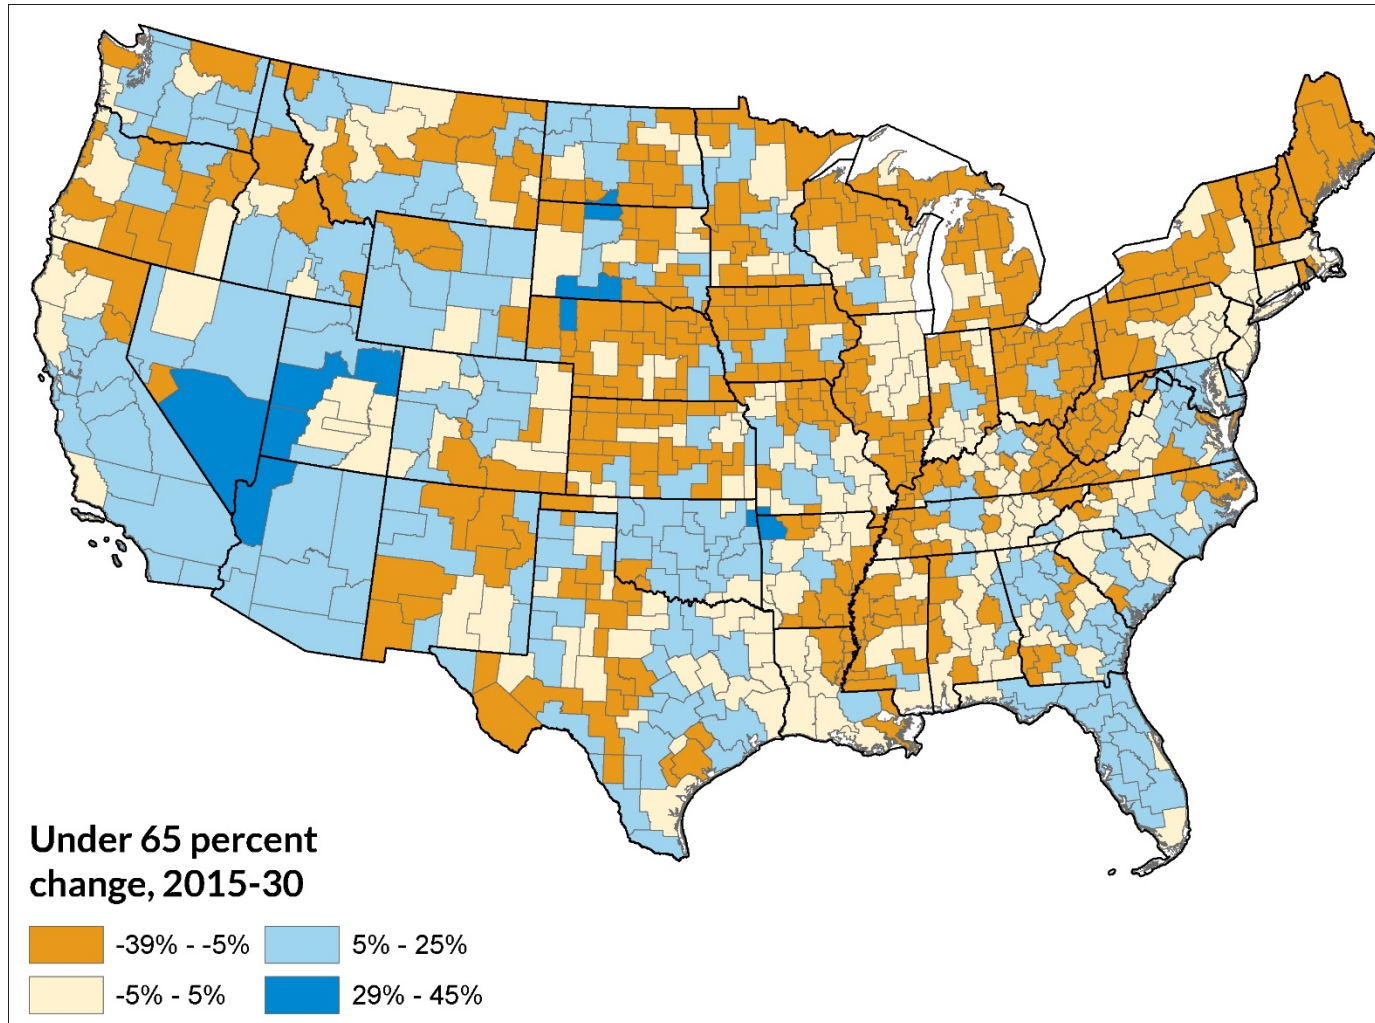 Under 65 percent
change, 2015-30
-39% - -5%
5% - 25%
-5% - 5%
29% - 45%